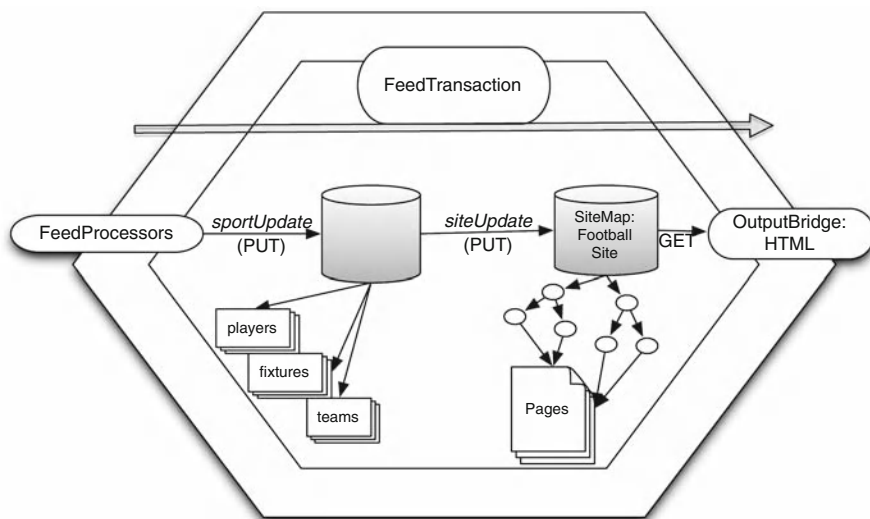 FeedTransaction
FeedProcessors
sportUpdate
(PUT)
siteUpdate
(PUT)
SiteMap:
Football
Site
GET
OutputBridge:
HTML
players
fixtures
teams
Pages